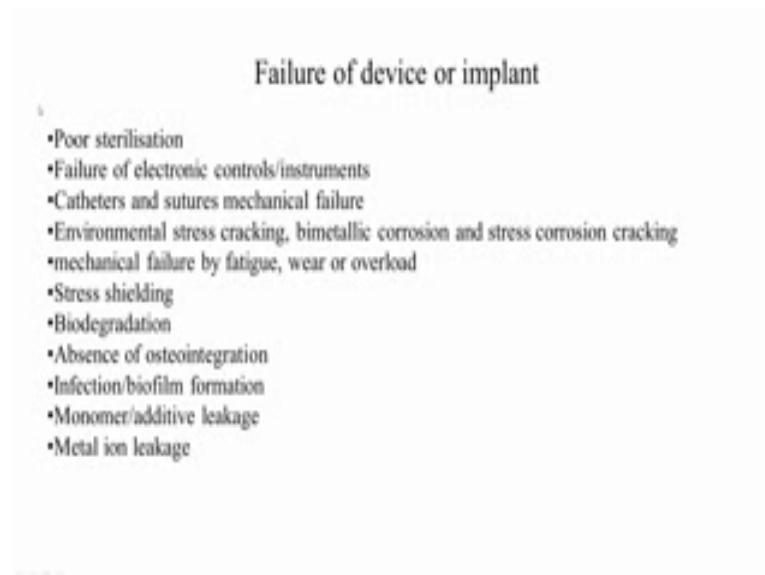 Failure of device or implant
•Poor sterilisation
•Failure of electronic controls/instruments
•Catheters and sutures mechanical failure
•Environmental stress cracking, bimetallic corrosion and stress corrosion cracking
•mechanical failure by fatigue, wear or overload
•Stress shielding
•Biodegradation
•Absence of osteointegration
•Infection/biofilm formation
•Monomer/additive leakage
•Metal ion leakage